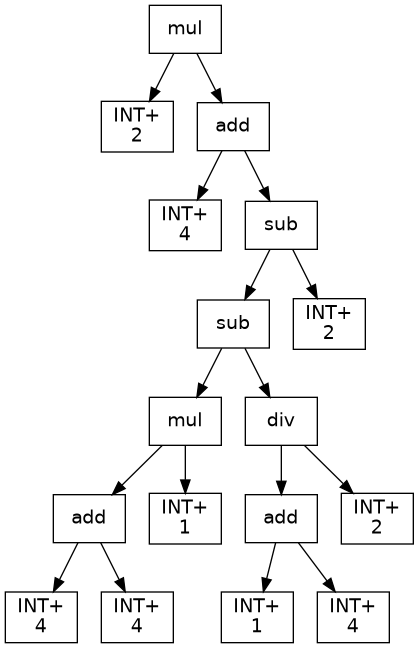 mul
INT+
2
add
INT+
4
sub
sub
INT+
2
mul
div
add
INT+
1
add
INT+
2
INT+
4
INT+
4
INT+
1
INT+
4